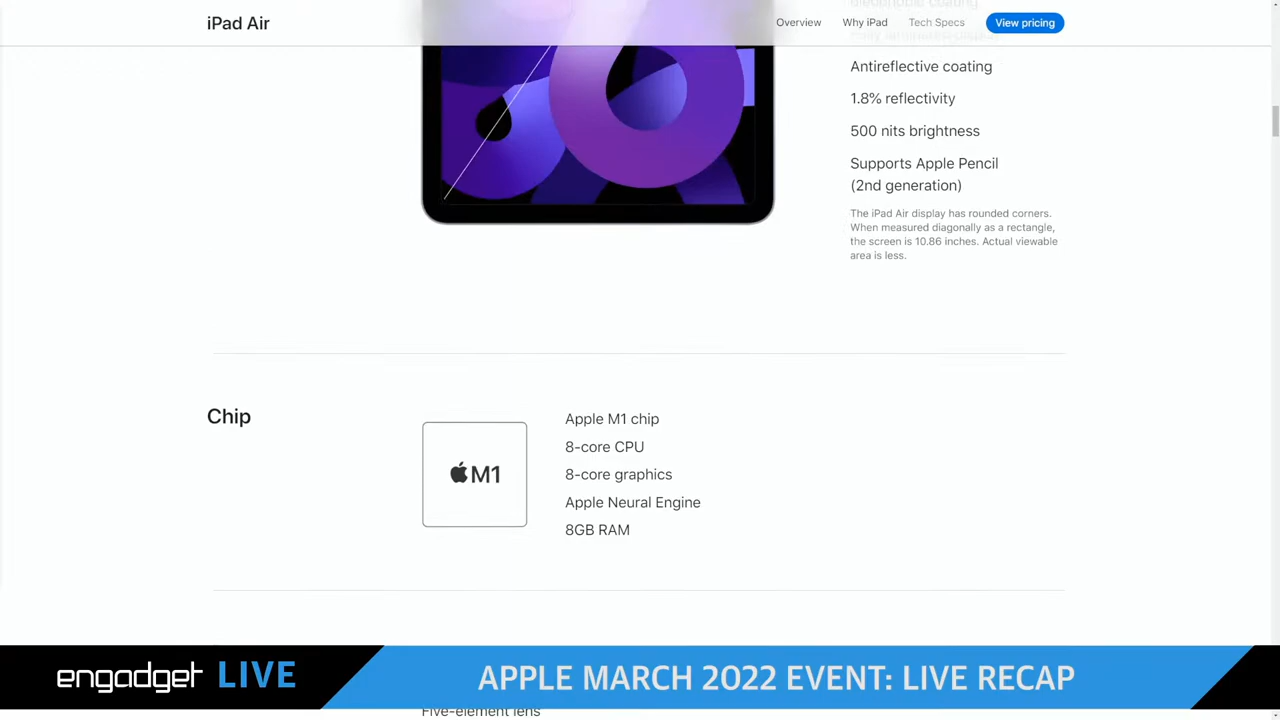 iPad Air
Overview
Why iPad
Tech Specs
View pricing
Antireflective coating
1.8% reflectivity
500 nits brightness
Supports Apple Pencil
(2nd generation)
The iPad Air display has rounded corners.
When measured diagonally as a rectangle,
the screen is 10.86 inches. Actual viewable
area is less.
Chip
M1
Apple M1 chip
8-core CPU
8-core graphics
Apple Neural Engine
8GB RAM
engadget LIVE
APPLE MARCH 2022 EVENT: LIVE RECAP
Five-element lens